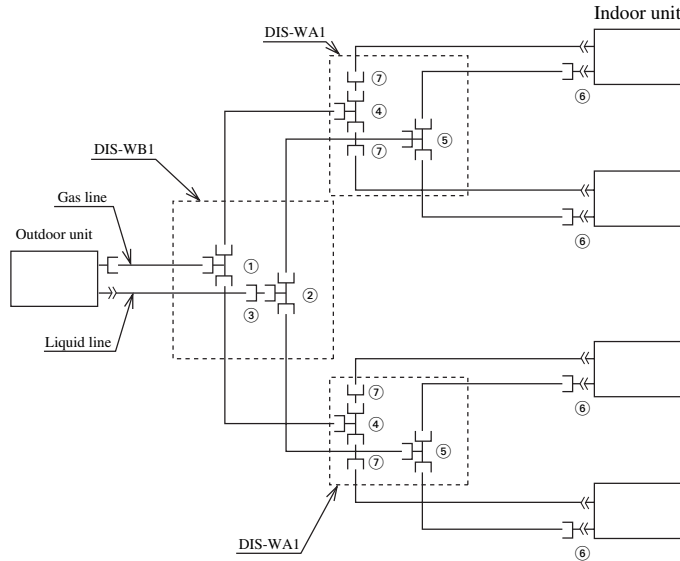 Indoor unit
DIS-WA1
⑦
⑥
④
⑤
DIS-WB1
⑦
Gas line
Outdoor unit
⑥
①
②
③
Liquid line
⑦
⑥
④
⑤
⑦
DIS-WA1
⑥